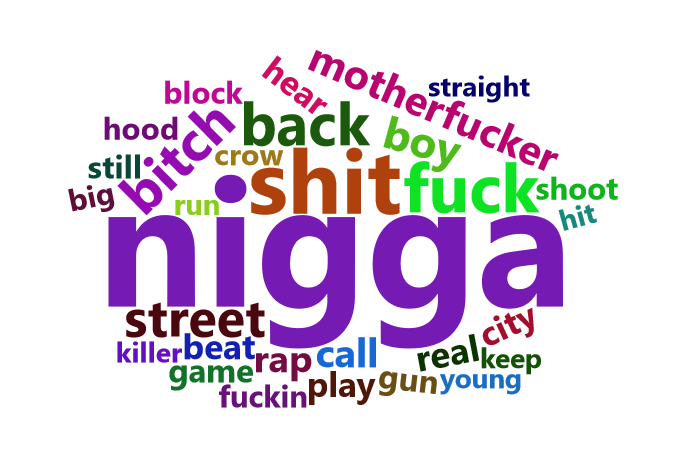 motherfucker
straight
block
hear
hood
back
boy
bitch
crow
still
shit
fuck
shoot
big
run
hit
nigga
street
city
killer
beat
rap
call
real
keep
game
play
gun
young
fuckin